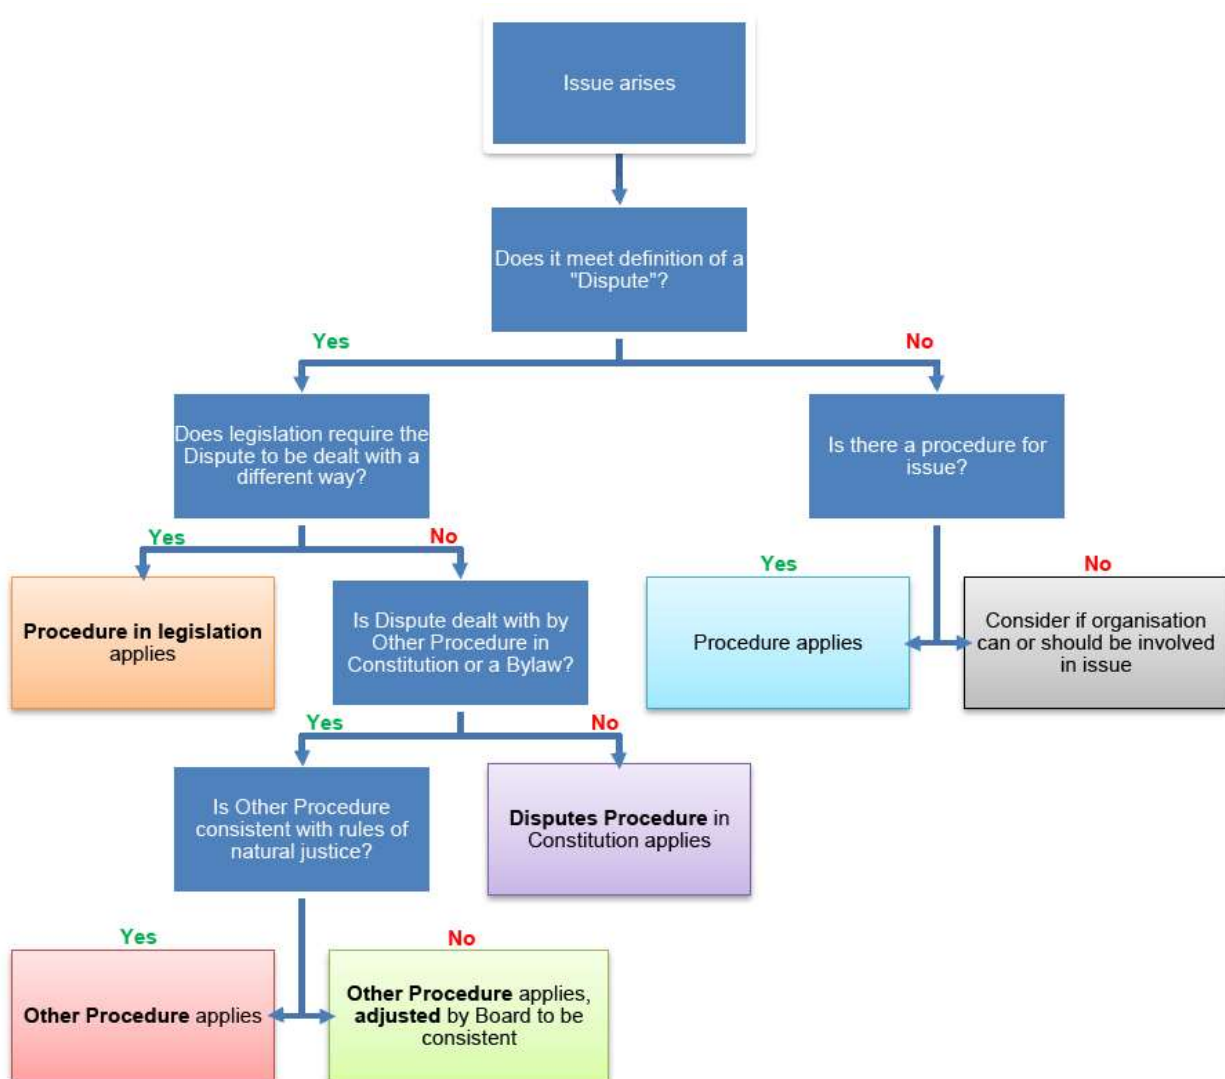 Issue arises
Does it meet definition of a
"Dispute"?
Yes
No
Does legislation require the
Dispute to be dealt with a
different way?
Is there a procedure for
issue?
Yes
No
Yes
No
Procedure in legislation
applies
Is Dispute dealt with by
Other Procedure in
Constitution or a Bylaw?
Procedure applies
Consider if organisation
can or should be involved
in issue
Yes
No
Is Other Procedure
consistent with rules of
natural justice?
Disputes Procedure in
Constitution applies
Yes
No
Other Procedure applies
Other Procedure applies,
adjusted by Board to be
consistent